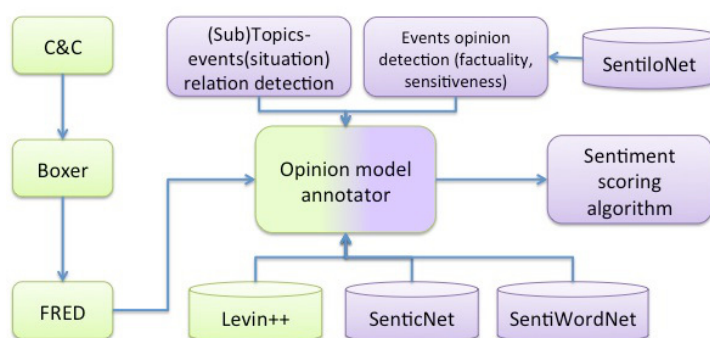 C&C
(Sub)Topics-
events(situation)
relation detection
Events opinion
detection (factuality,
sensitiveness)
SentiloNet
Boxer
Opinion model
annotator
Sentiment
scoring
algorithm
FRED
Levin++
SenticNet
SentiWordNet